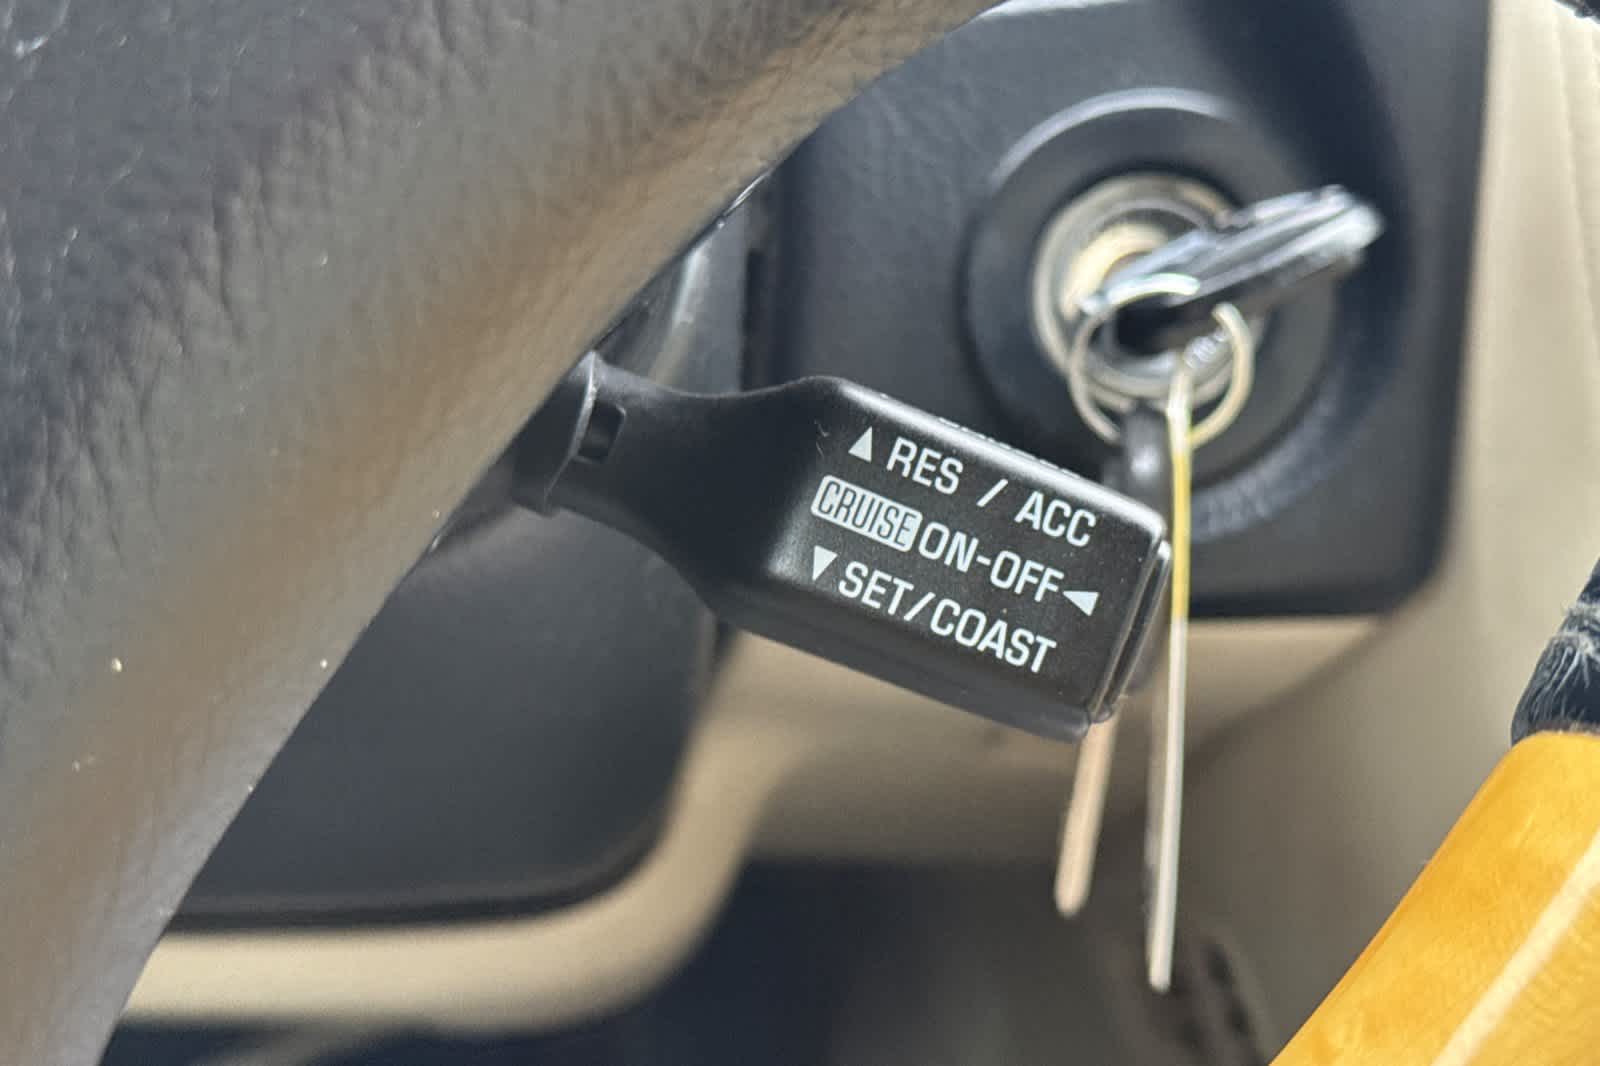 ▲ RES / ACC
CRUISE ON-OFF ◀
▼ SET/COAST